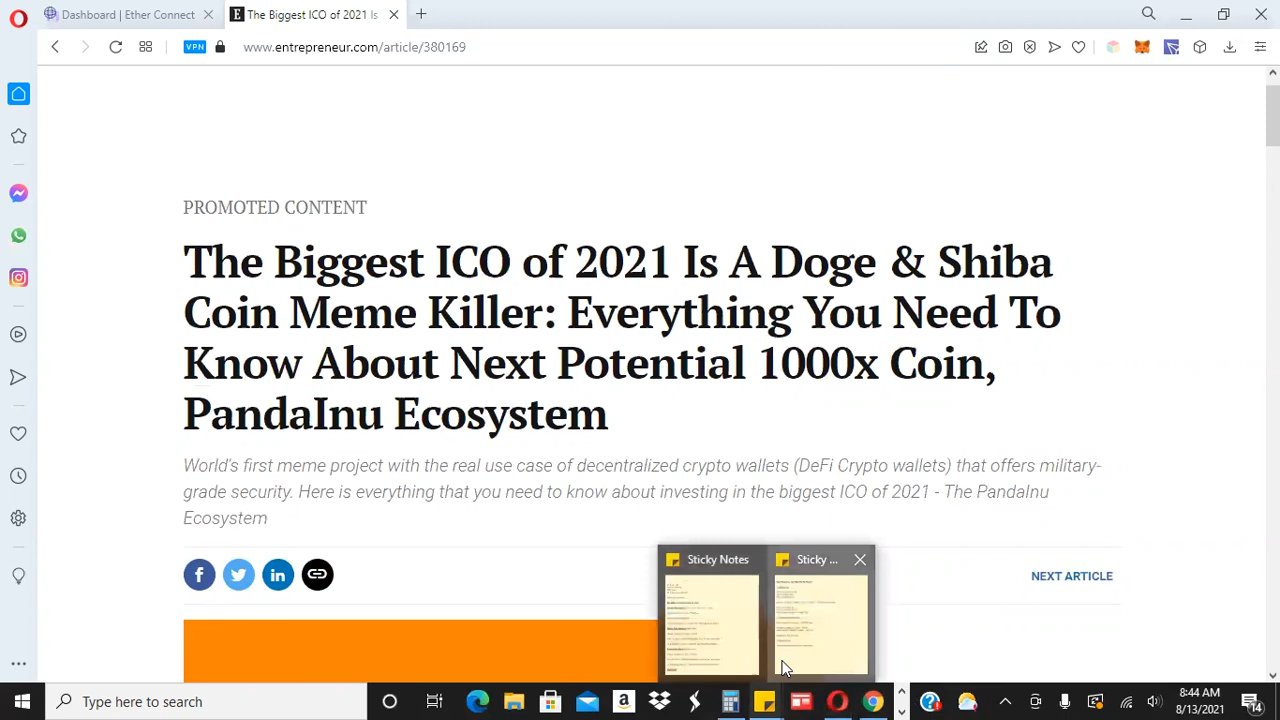 Dashboard | Ether Connect
The Biggest ICO of 2021 Is
VPN
www.entrepreneur.com/article/380169
PROMOTED CONTENT
The Biggest ICO of 2021 Is A Doge & Shiba
Coin Meme Killer: Everything You Need To
Know About Next Potential 1000x Coin,
PandaInu Ecosystem
World's first meme project with the real use case of decentralized crypto wallets (DeFi Crypto wallets) that offers military-
grade security. Here is everything that you need to know about investing in the biggest ICO of 2021 - The PandaInu
Ecosystem
NEXT ARTICLE
Sticky Notes
Sticky ...
Type here to search
8:44 AM
8/13/2021
14